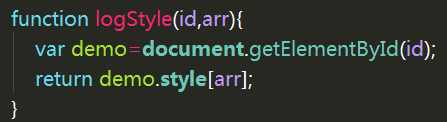 function logStyle(id,arr){
    var demo=document.getElementById(id);
    return demo.style[arr];
}